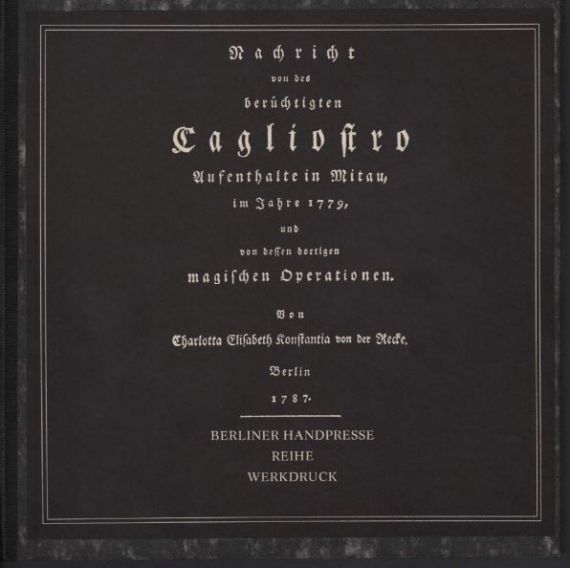 Nachricht
von des
berüchtigten
Cagliostro
Aufenthalte in Mitau,
im Jahre 1779,
und
von dessen dortigen
magischen Operationen.
Von
Charlotta Elisabeth Konstantia von der Recke.
Berlin
1787.
BERLINER HANDPRESSE
REIHE
WERKDRUCK